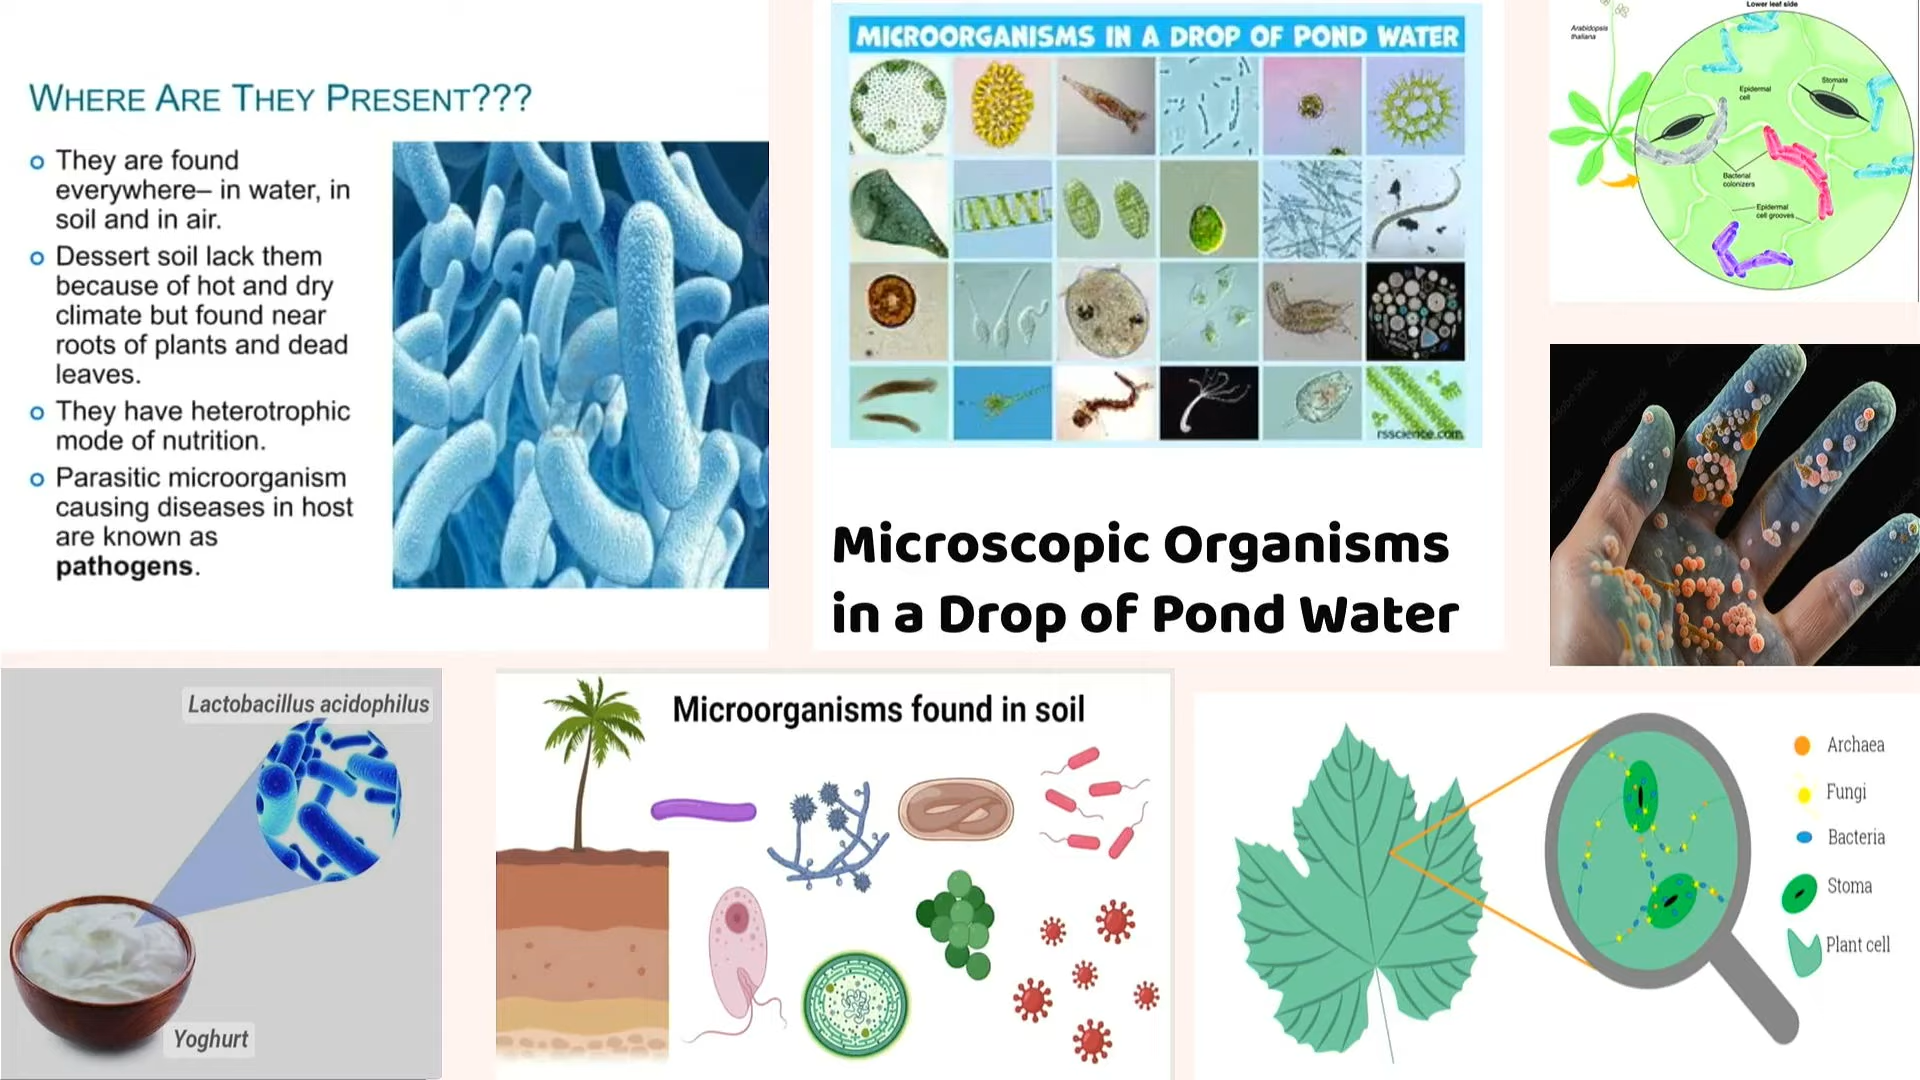 WHERE ARE THEY PRESENT???
They are found
everywhere– in water, in
soil and in air.
Dessert soil lack them
because of hot and dry
climate but found near
roots of plants and dead
leaves.
They have heterotrophic
mode of nutrition.
Parasitic microorganism
causing diseases in host
are known as
pathogens.
MICROORGANISMS IN A DROP OF POND WATER
rsscience.com
Microscopic Organisms
in a Drop of Pond Water
Lower leaf side
Arabidopsis
thaliana
Stomate
Epidermal
cell
Bacterial
colonizers
Epidermal
cell grooves
Adobe Stock
Lactobacillus acidophilus
Yoghurt
Microorganisms found in soil
Archaea
Fungi
Bacteria
Stoma
Plant cell